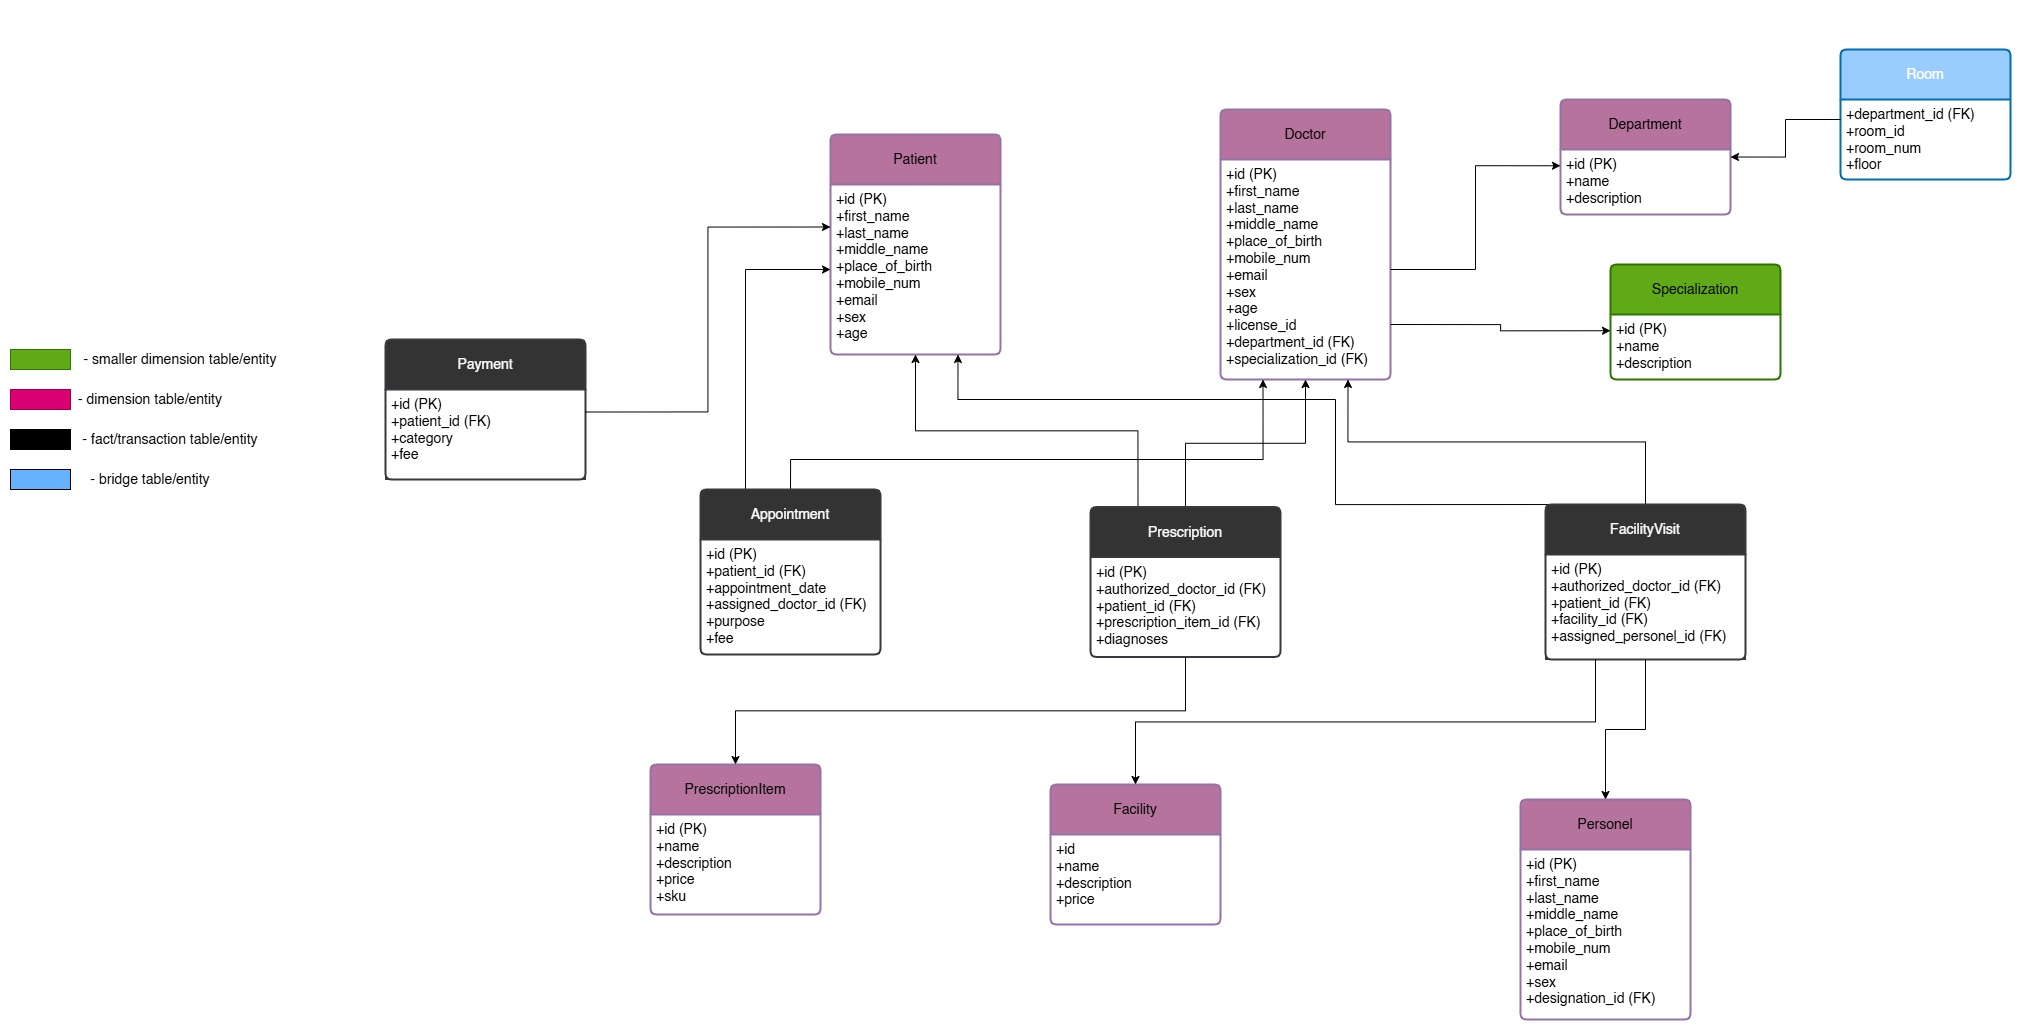 - smaller dimension table/entity
- dimension table/entity
- fact/transaction table/entity
- bridge table/entity
Payment
+id (PK)
+patient_id (FK)
+category
+fee
Patient
+id (PK)
+first_name
+last_name
+middle_name
+place_of_birth
+mobile_num
+email
+sex
+age
Doctor
+id (PK)
+first_name
+last_name
+middle_name
+place_of_birth
+mobile_num
+email
+sex
+age
+license_id
+department_id (FK)
+specialization_id (FK)
Department
+id (PK)
+name
+description
Room
+department_id (FK)
+room_id
+room_num
+floor
Specialization
+id (PK)
+name
+description
Appointment
+id (PK)
+patient_id (FK)
+appointment_date
+assigned_doctor_id (FK)
+purpose
+fee
Prescription
+id (PK)
+authorized_doctor_id (FK)
+patient_id (FK)
+prescription_item_id (FK)
+diagnoses
FacilityVisit
+id (PK)
+authorized_doctor_id (FK)
+patient_id (FK)
+facility_id (FK)
+assigned_personel_id (FK)
PrescriptionItem
+id (PK)
+name
+description
+price
+sku
Facility
+id
+name
+description
+price
Personel
+id (PK)
+first_name
+last_name
+middle_name
+place_of_birth
+mobile_num
+email
+sex
+designation_id (FK)